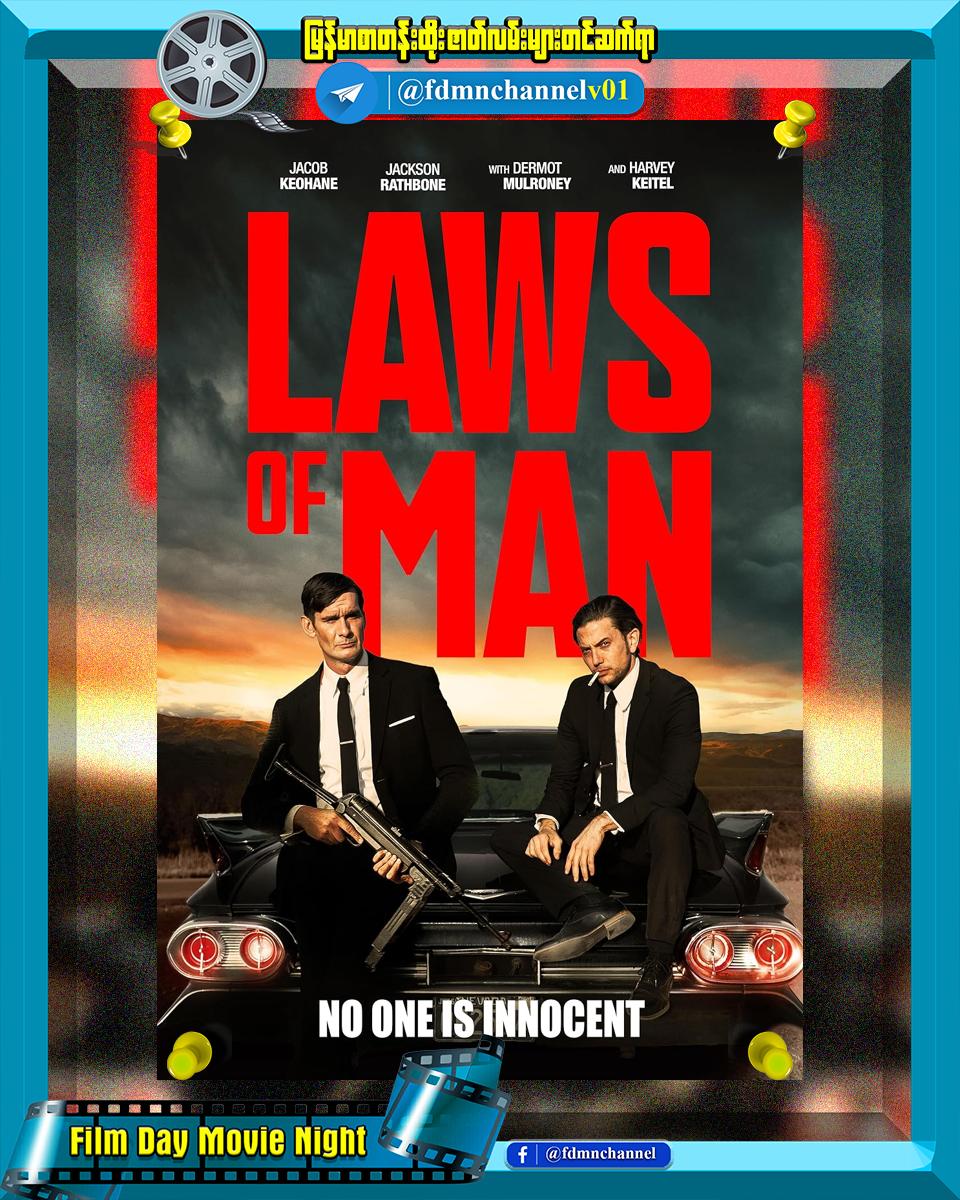 မြန်မာစာတန်းထိုး ဇာတ်လမ်းများတင်ဆက်ရာ
@fdmnchannelv01
JACOB KEOHANE
JACKSON RATHBONE
WITH DERMOT MULRONEY
AND HARVEY KEITEL
LAWS
OF MAN
NO ONE IS INNOCENT
Film Day Movie Night
@fdmnchannel